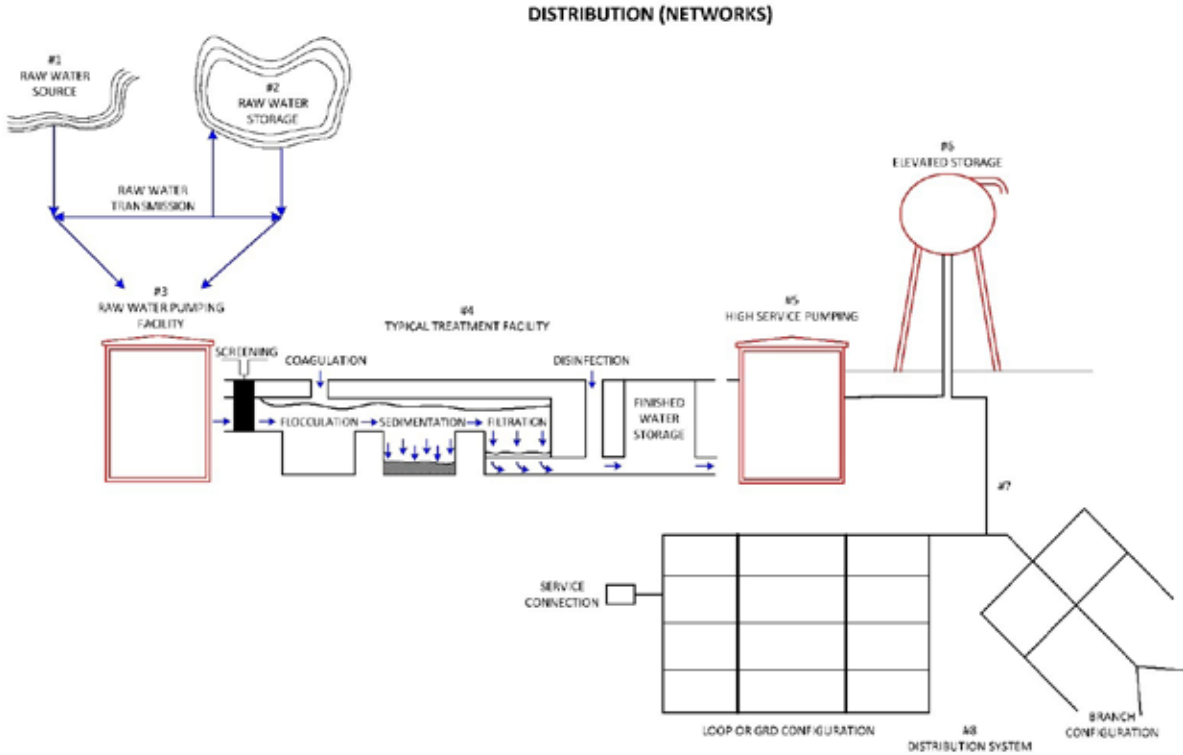 DISTRIBUTION (NETWORKS)
#1
RAW WATER
SOURCE
#2
RAW WATER
STORAGE
RAW WATER
TRANSMISSION
#6
ELEVATED STORAGE
#3
RAW WATER PUMPING
FACILITY
#4
TYPICAL TREATMENT FACILITY
#5
HIGH SERVICE PUMPING
SCREENING
COAGULATION
DISINFECTION
FLOCCULATION
SEDIMENTATION
FILTRATION
FINISHED
WATER
STORAGE
#7
SERVICE
CONNECTION
LOOP OR GRD CONFIGURATION
#8
DISTRIBUTION SYSTEM
BRANCH
CONFIGURATION